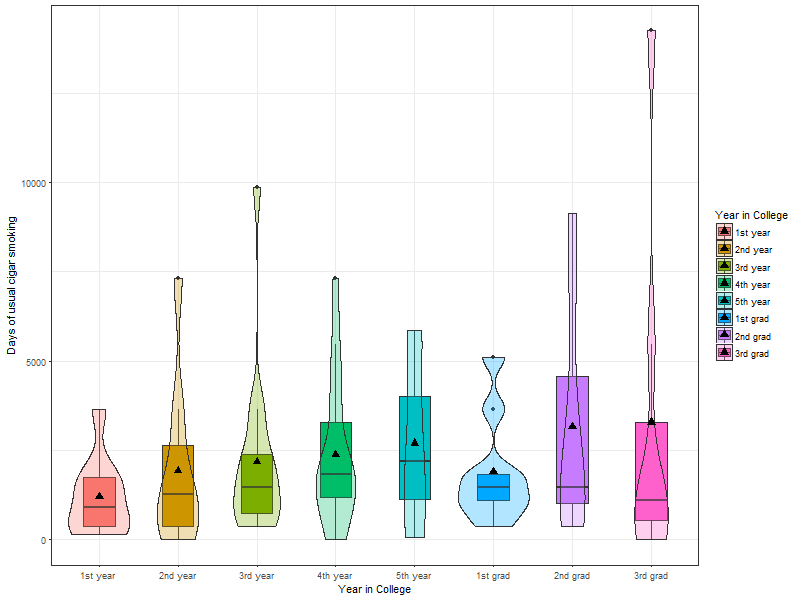 10000
5000
0
Days of usual cigar smoking
1st year 2nd year 3rd year 4th year 5th year 1st grad 2nd grad 3rd grad
Year in College
Year in College
1st year
2nd year
3rd year
4th year
5th year
1st grad
2nd grad
3rd grad